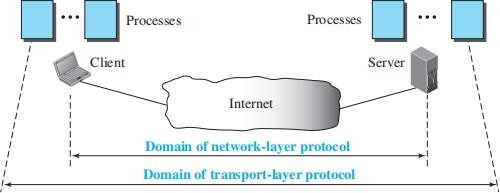 Processes
Processes
Client
Server
Internet
Domain of network-layer protocol
Domain of transport-layer protocol